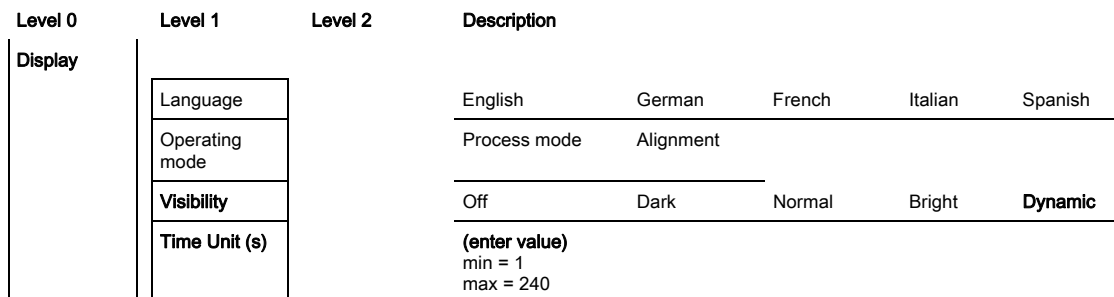 Level 0 Level 1 Level 2 Description
Display
Language English German French Italian Spanish
Operating mode Process mode Alignment
Visibility Off Dark Normal Bright Dynamic
Time Unit (s) (enter value)
min = 1
max = 240